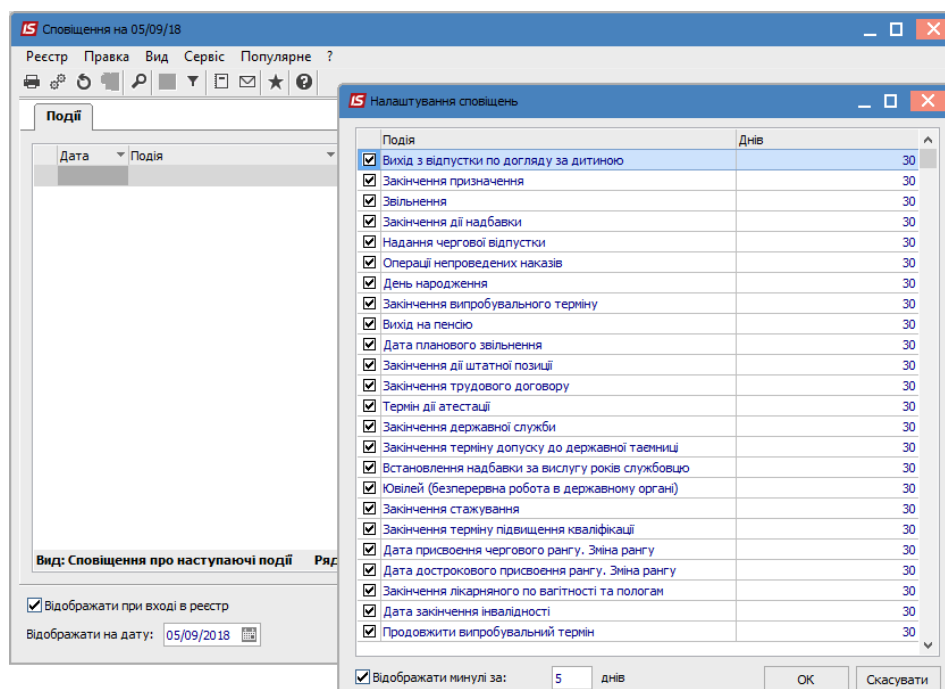 Сповіщення на 05/09/18
Реєстр Правка Вид Сервіс Популярне ?
Події
Дата Подія
Вид: Сповіщення про наступаючі події Ряд
Відображати при вході в реєстр
Відображати на дату: 05/09/2018
Налаштування сповіщень
Подія Днів
Вихід з відпустки по догляду за дитиною 30
Закінчення призначення 30
Звільнення 30
Закінчення дії надбавки 30
Надання чергової відпустки 30
Операції непроведених наказів 30
День народження 30
Закінчення випробувального терміну 30
Вихід на пенсію 30
Дата планового звільнення 30
Закінчення дії штатної позиції 30
Закінчення трудового договору 30
Термін дії атестації 30
Закінчення державної служби 30
Закінчення терміну допуску до державної таємниці 30
Встановлення надбавки за вислугу років службовцю 30
Ювілей (безперервна робота в державному органі) 30
Закінчення стажування 30
Закінчення терміну підвищення кваліфікації 30
Дата присвоєння чергового рангу. Зміна рангу 30
Дата дострокового присвоєння рангу. Зміна рангу 30
Закінчення лікарняного по вагітності та пологам 30
Дата закінчення інвалідності 30
Продовжити випробувальний термін 30
Відображати минулі за: 5 днів OK Скасувати